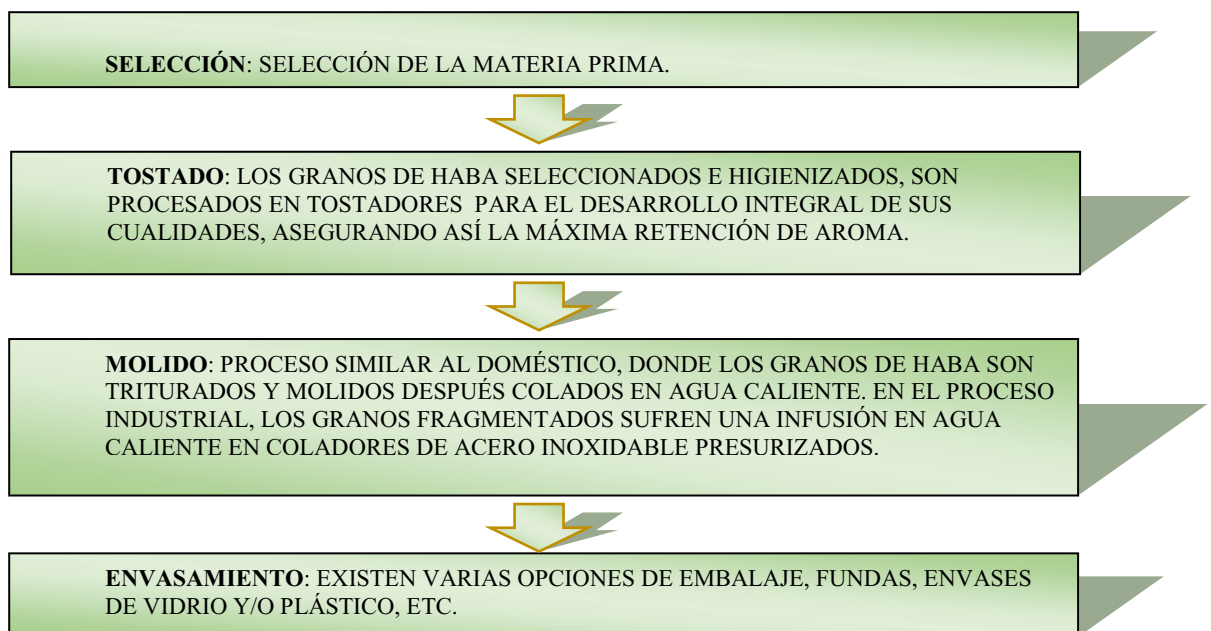 SELECCIÓN: SELECCIÓN DE LA MATERIA PRIMA.
TOSTADO: LOS GRANOS DE HABA SELECCIONADOS E HIGIENIZADOS, SON
PROCESADOS EN TOSTADORES PARA EL DESARROLLO INTEGRAL DE SUS
CUALIDADES, ASEGURANDO ASÍ LA MÁXIMA RETENCIÓN DE AROMA.
MOLIDO: PROCESO SIMILAR AL DOMÉSTICO, DONDE LOS GRANOS DE HABA SON
TRITURADOS Y MOLIDOS DESPUÉS COLADOS EN AGUA CALIENTE. EN EL PROCESO
INDUSTRIAL, LOS GRANOS FRAGMENTADOS SUFREN UNA INFUSIÓN EN AGUA
CALIENTE EN COLADORES DE ACERO INOXIDABLE PRESURIZADOS.
ENVASAMIENTO: EXISTEN VARIAS OPCIONES DE EMBALAJE, FUNDAS, ENVASES
DE VIDRIO Y/O PLÁSTICO, ETC.